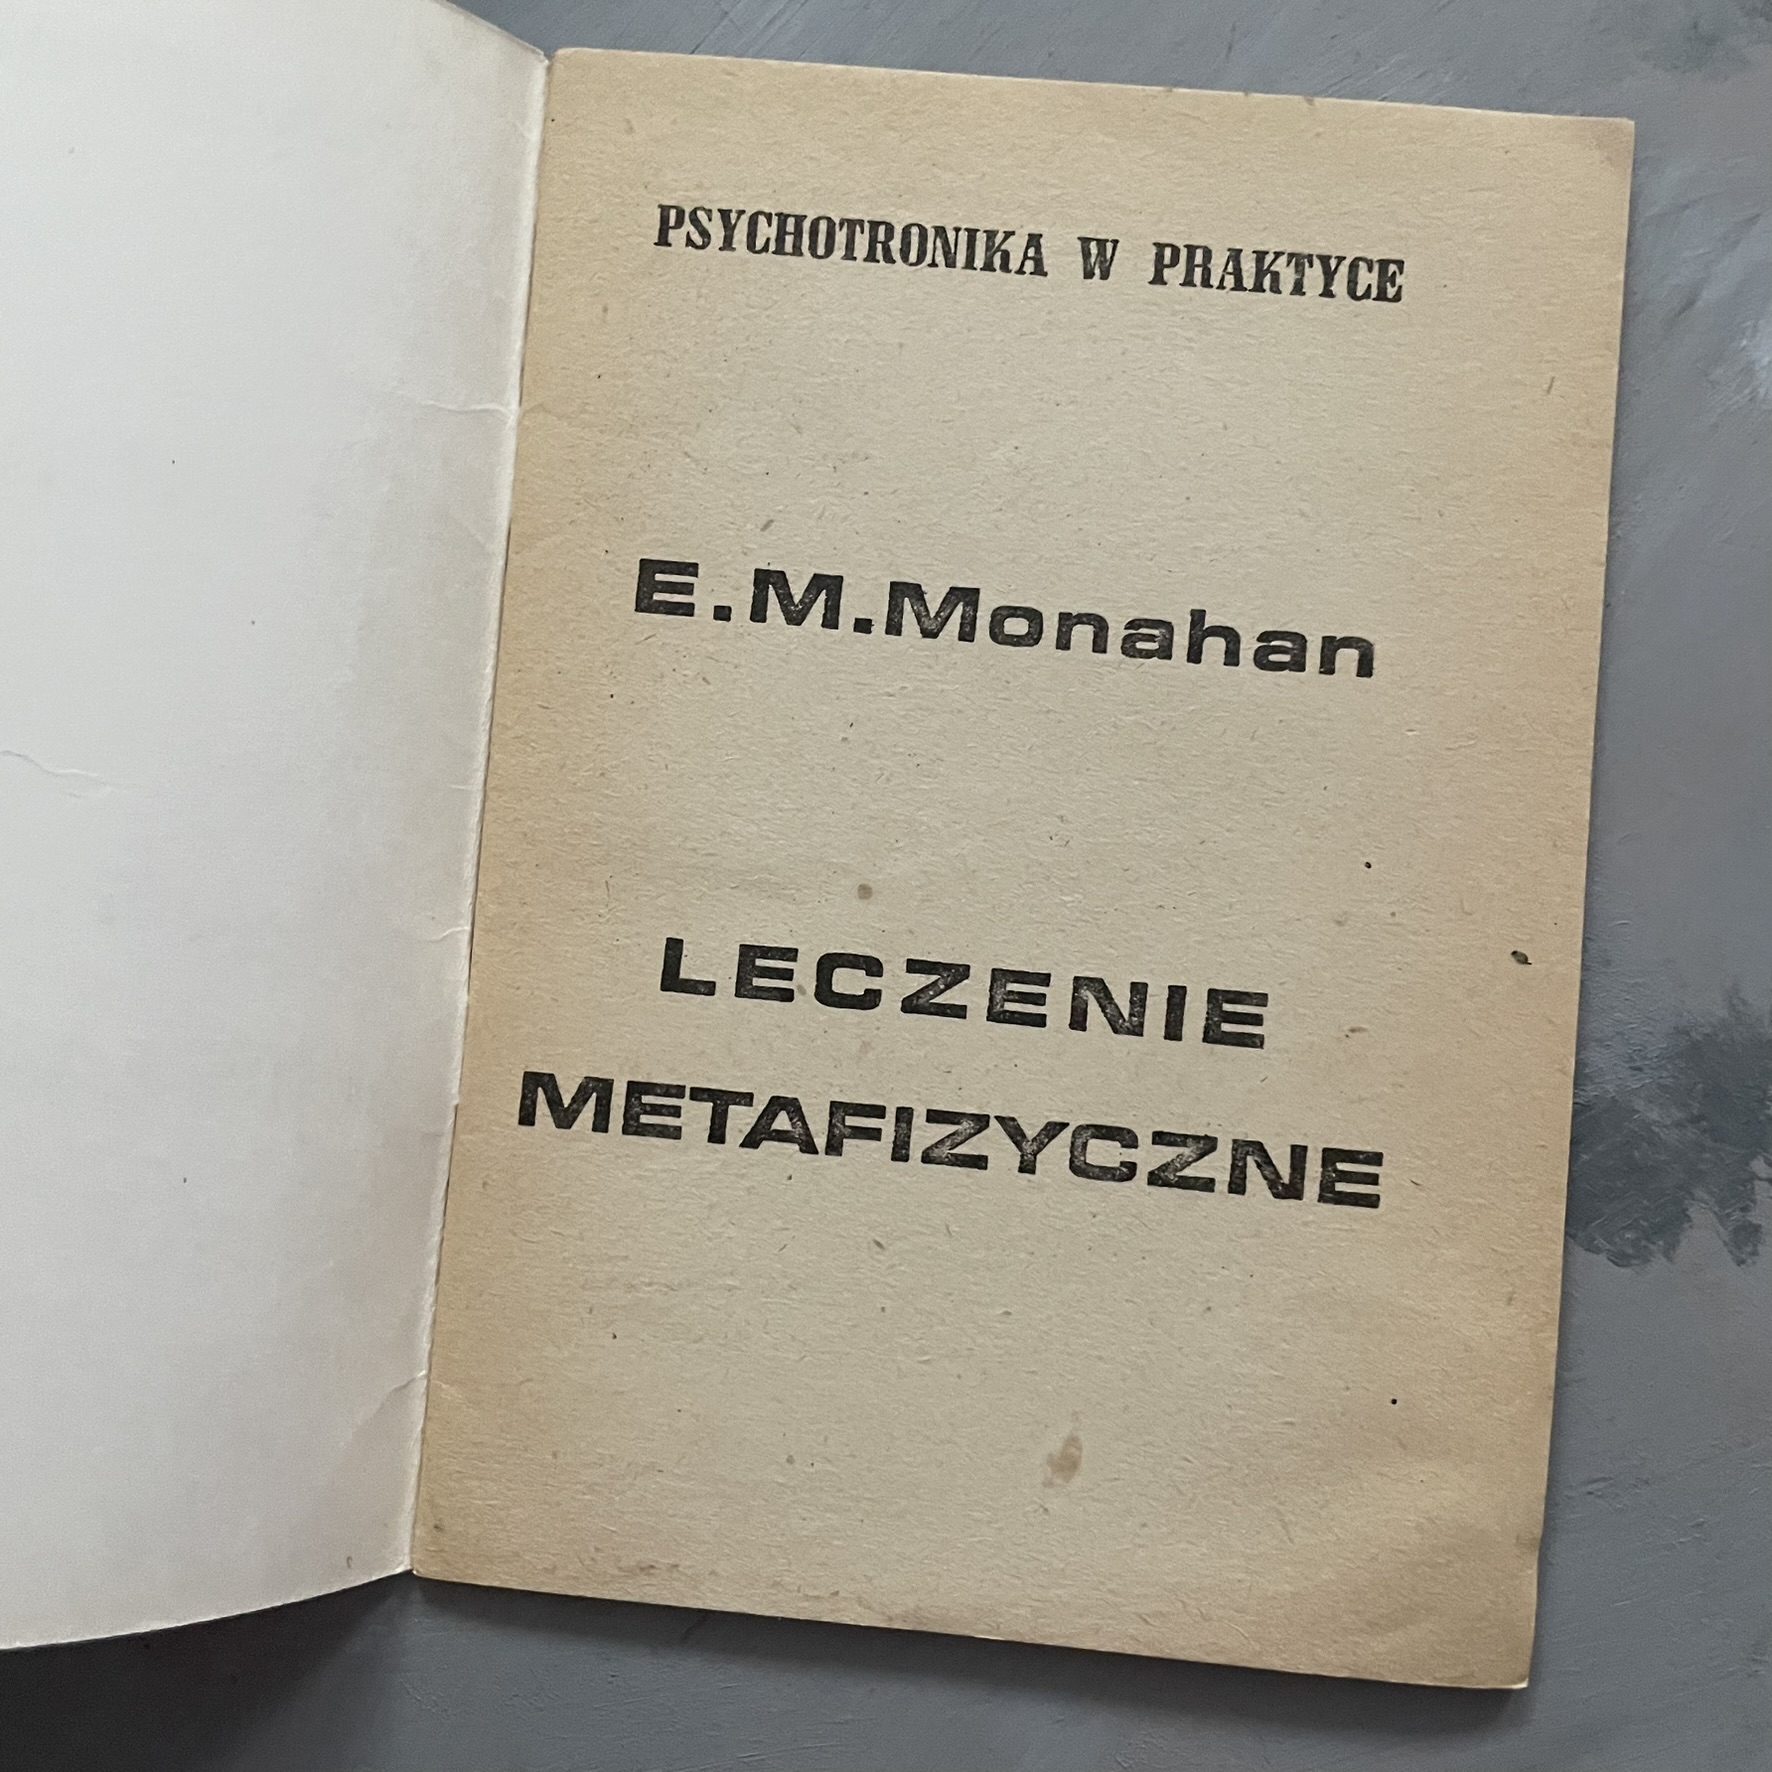 PSYCHOTRONIKA W PRAKTYCE
E.M.Monahan
LECZENIE
METAFIZYCZNE